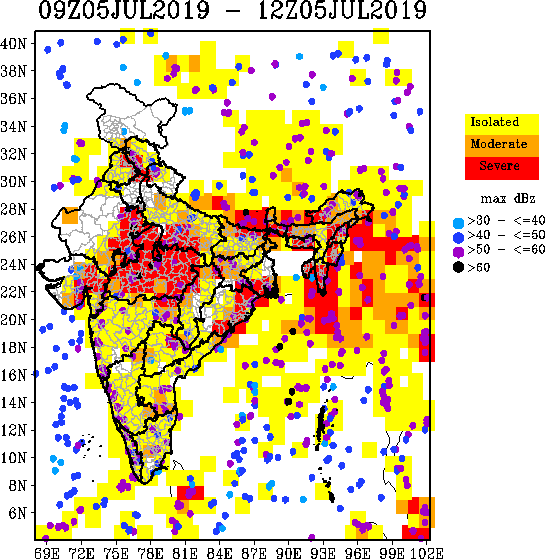 09Z05JUL2019 – 12Z05JUL2019
40N
38N
36N
34N
32N
30N
28N
26N
24N
22N
20N
18N
16N
14N
12N
10N
8N
6N
69E 72E 75E 78E 81E 84E 87E 90E 93E 96E 99E 102E
Isolated
Moderate
Severe
max dBz
>30 – <=40
>40 – <=50
>50 – <=60
>60